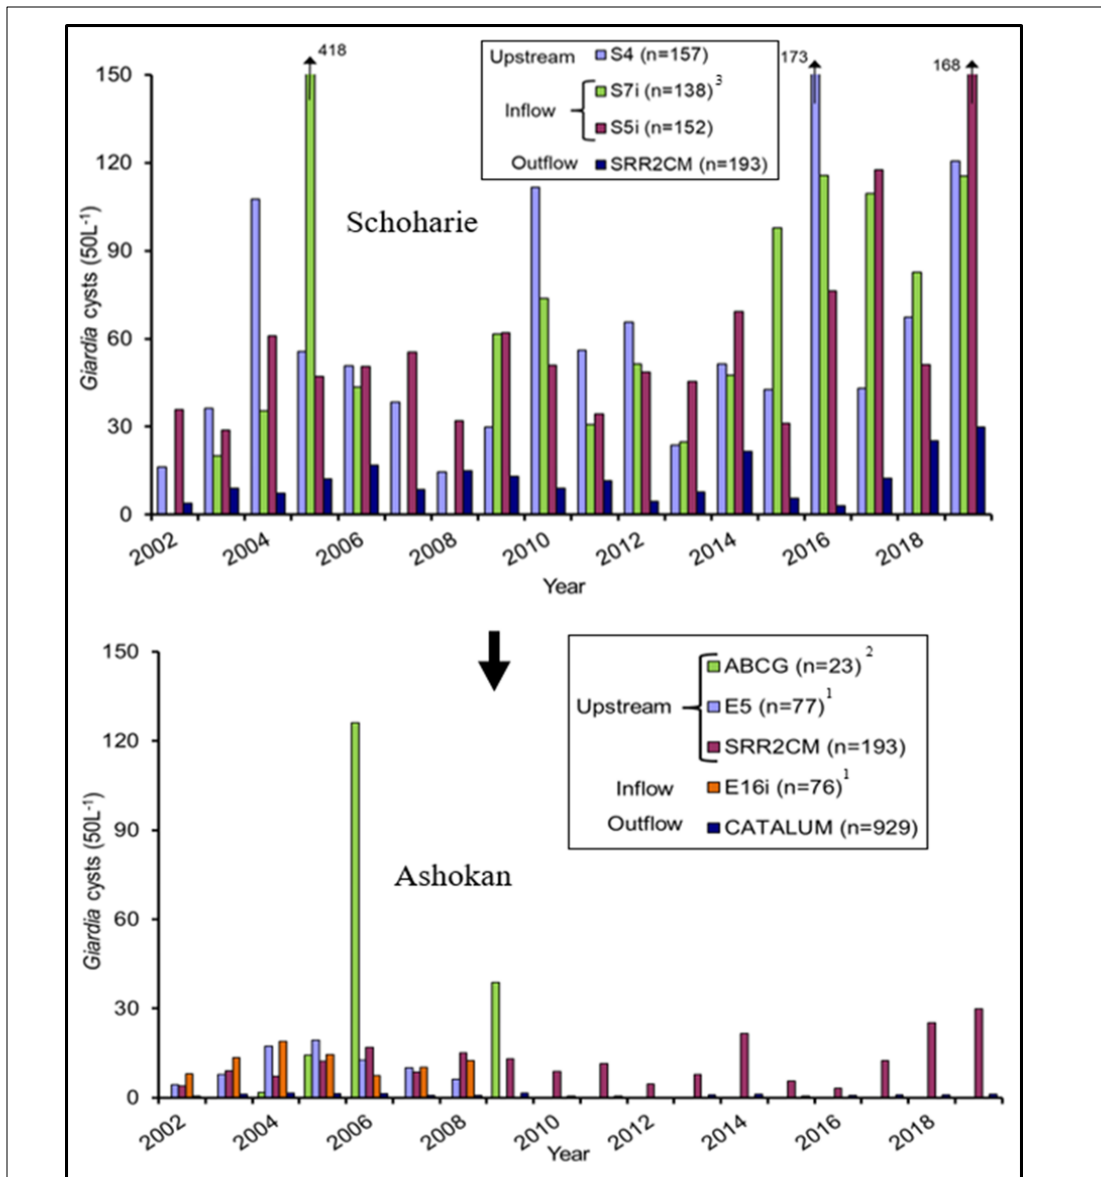 418
173
168
Upstream S4 (n=157)
Inflow S7i (n=138)³
S5i (n=152)
Outflow SRR2CM (n=193)
Schoharie
Giardia cysts (50L⁻¹)
150
120
90
60
30
0
2002 2004 2006 2008 2010 2012 2014 2016 2018
Year
Upstream ABCG (n=23)²
E5 (n=77)¹
SRR2CM (n=193)
Inflow E16i (n=76)¹
Outflow CATALUM (n=929)
Ashokan
Giardia cysts (50L⁻¹)
150
120
90
60
30
0
2002 2004 2006 2008 2010 2012 2014 2016 2018
Year